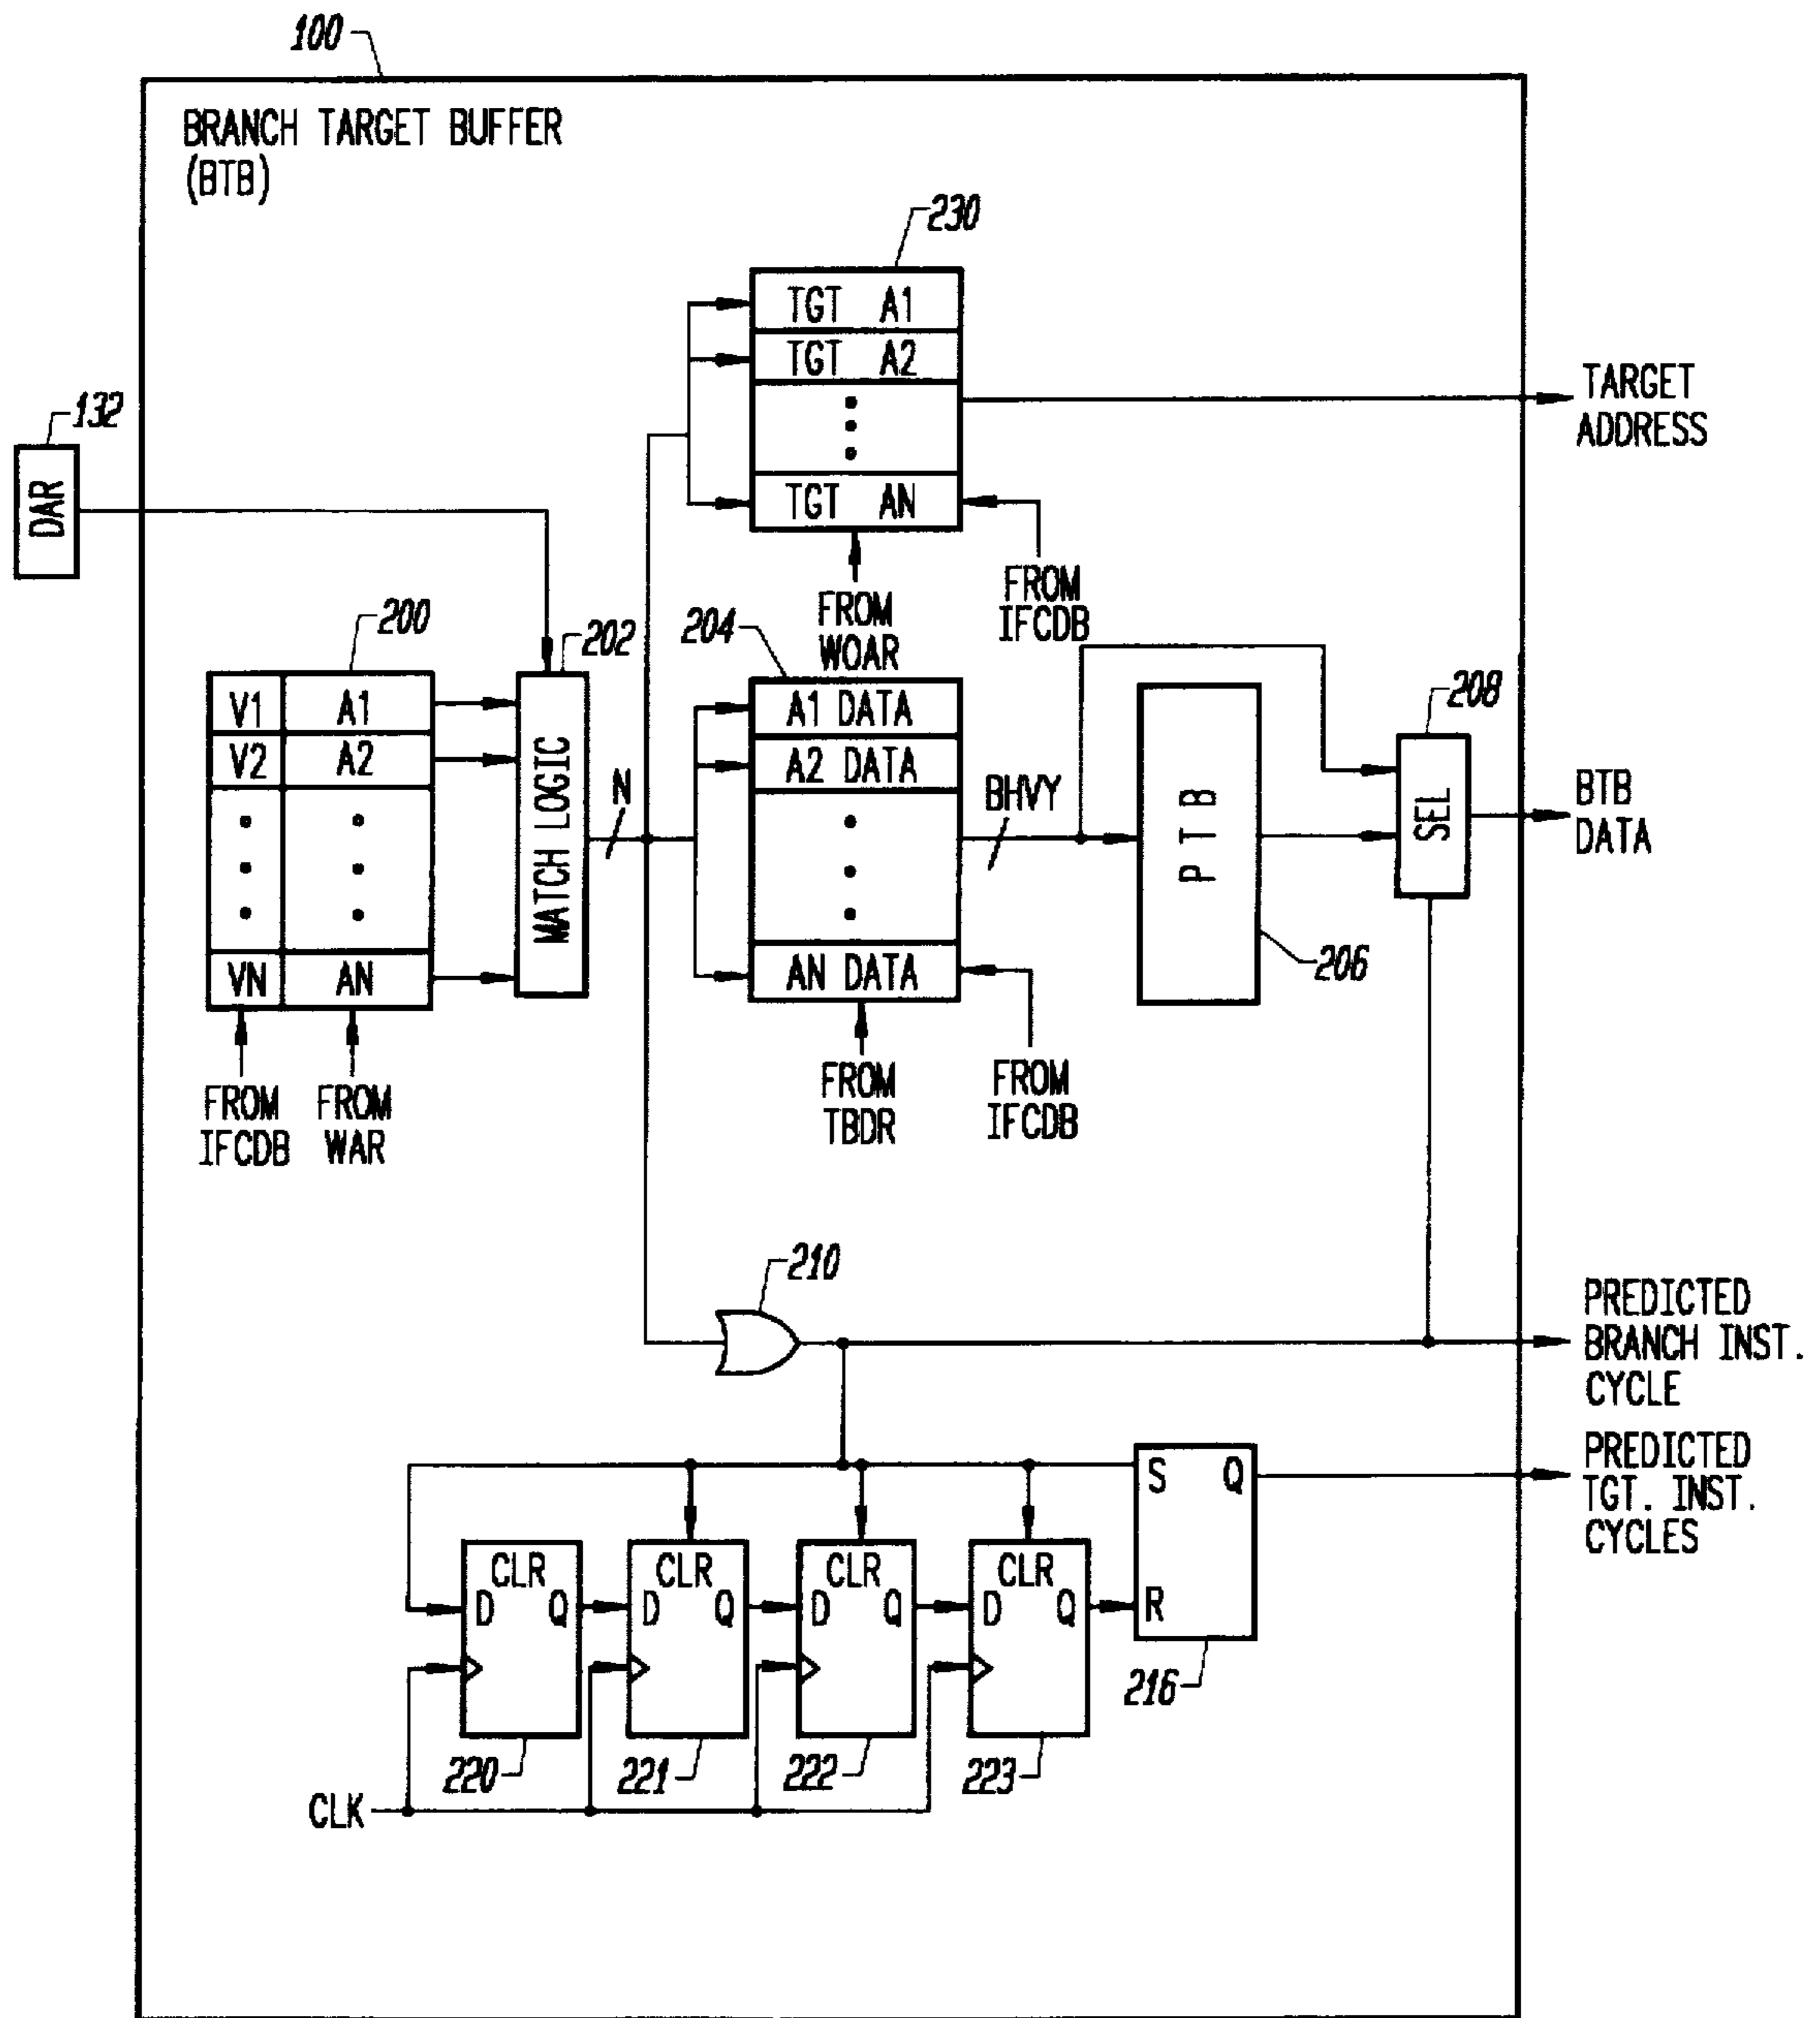 100
BRANCH TARGET BUFFER
(BTB)
230
TGT A1
TGT A2
TGT AN
TARGET
ADDRESS
132
DAR
FROM
WOAR
FROM
IFCDB
200
202
204
V1 A1
V2 A2
VN AN
MATCH LOGIC
N
A1 DATA
A2 DATA
AN DATA
BHVY
PTB
206
208
SEL
BTB
DATA
FROM
IFCDB
FROM
WAR
FROM
TBDR
FROM
IFCDB
210
PREDICTED
BRANCH INST.
CYCLE
PREDICTED
TGT. INST.
CYCLES
S Q
R
216
CLR
D Q
220
CLR
D Q
221
CLR
D Q
222
CLR
D Q
223
CLK